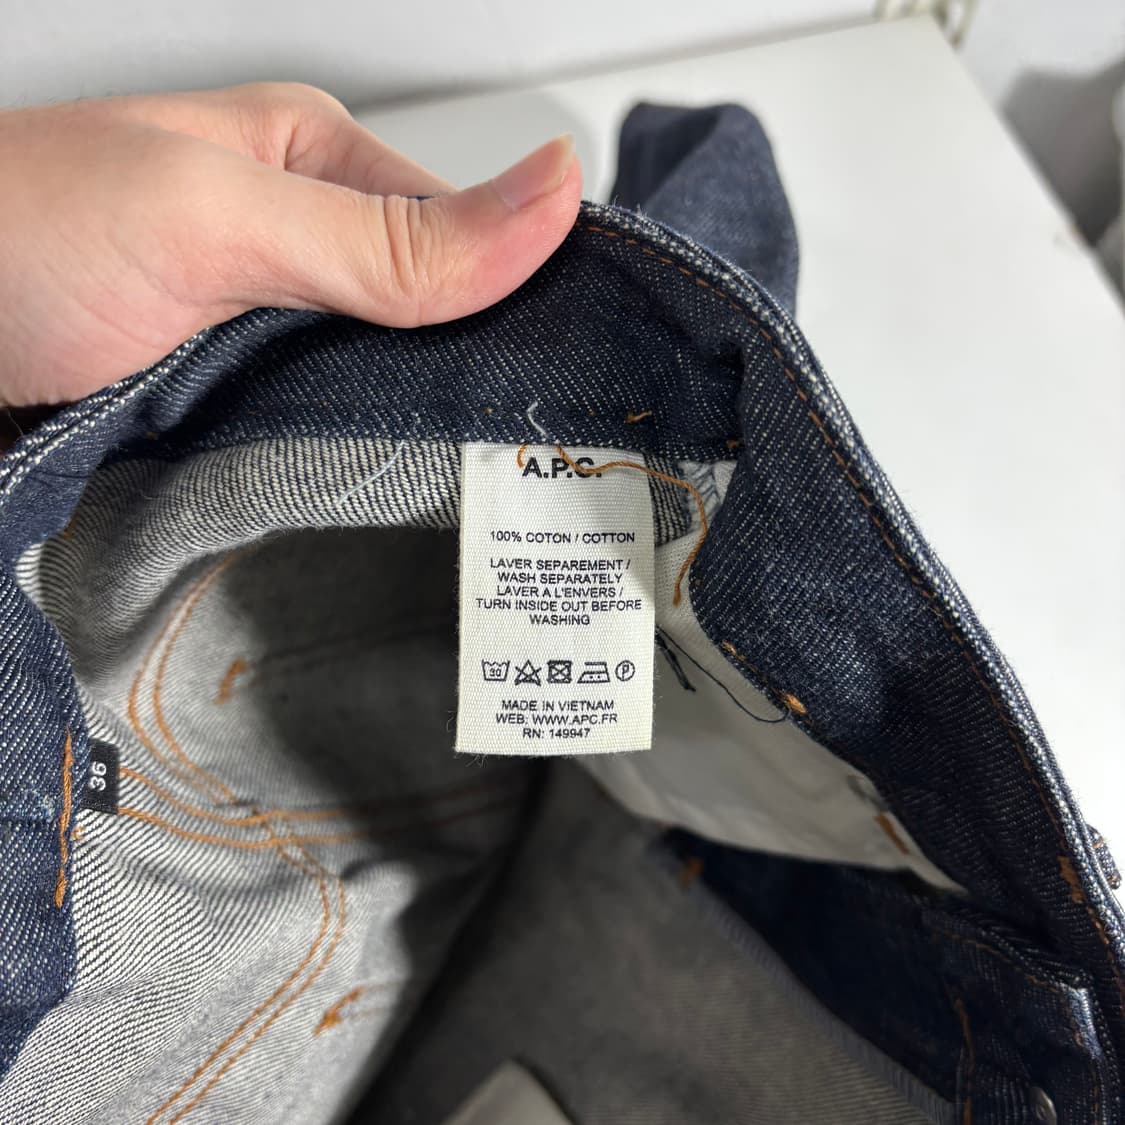 A.P.C.
100% COTON / COTTON
LAVER SEPAREMENT /
WASH SEPARATELY
LAVER A L'ENVERS /
TURN INSIDE OUT BEFORE
WASHING
30
P
MADE IN VIETNAM
WEB: WWW.APC.FR
RN: 149947
36